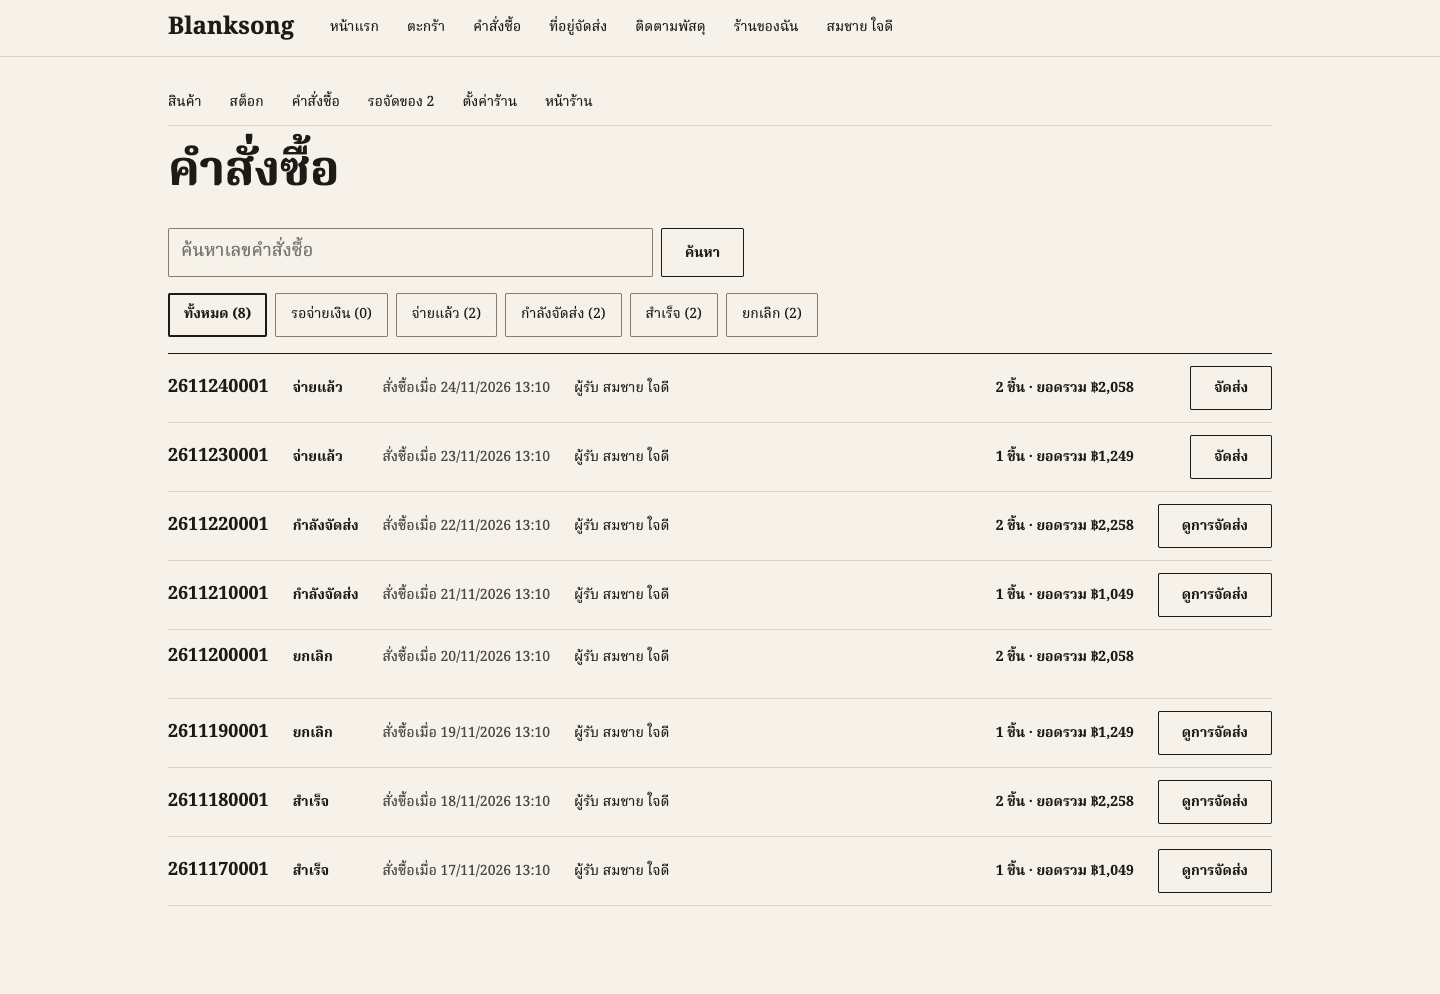 Blanksong หน้าแรก ตะกร้า คำสั่งซื้อ ที่อยู่จัดส่ง ติดตามพัสดุ ร้านของฉัน สมชาย ใจดี
สินค้า สต็อก คำสั่งซื้อ รอจัดของ 2 ตั้งค่าร้าน หน้าร้าน
คำสั่งซื้อ
ค้นหาเลขคำสั่งซื้อ ค้นหา
ทั้งหมด (8) รอจ่ายเงิน (0) จ่ายแล้ว (2) กำลังจัดส่ง (2) สำเร็จ (2) ยกเลิก (2)
2611240001 จ่ายแล้ว สั่งซื้อเมื่อ 24/11/2026 13:10 ผู้รับ สมชาย ใจดี 2 ชิ้น · ยอดรวม ฿2,058 จัดส่ง
2611230001 จ่ายแล้ว สั่งซื้อเมื่อ 23/11/2026 13:10 ผู้รับ สมชาย ใจดี 1 ชิ้น · ยอดรวม ฿1,249 จัดส่ง
2611220001 กำลังจัดส่ง สั่งซื้อเมื่อ 22/11/2026 13:10 ผู้รับ สมชาย ใจดี 2 ชิ้น · ยอดรวม ฿2,258 ดูการจัดส่ง
2611210001 กำลังจัดส่ง สั่งซื้อเมื่อ 21/11/2026 13:10 ผู้รับ สมชาย ใจดี 1 ชิ้น · ยอดรวม ฿1,049 ดูการจัดส่ง
2611200001 ยกเลิก สั่งซื้อเมื่อ 20/11/2026 13:10 ผู้รับ สมชาย ใจดี 2 ชิ้น · ยอดรวม ฿2,058
2611190001 ยกเลิก สั่งซื้อเมื่อ 19/11/2026 13:10 ผู้รับ สมชาย ใจดี 1 ชิ้น · ยอดรวม ฿1,249 ดูการจัดส่ง
2611180001 สำเร็จ สั่งซื้อเมื่อ 18/11/2026 13:10 ผู้รับ สมชาย ใจดี 2 ชิ้น · ยอดรวม ฿2,258 ดูการจัดส่ง
2611170001 สำเร็จ สั่งซื้อเมื่อ 17/11/2026 13:10 ผู้รับ สมชาย ใจดี 1 ชิ้น · ยอดรวม ฿1,049 ดูการจัดส่ง